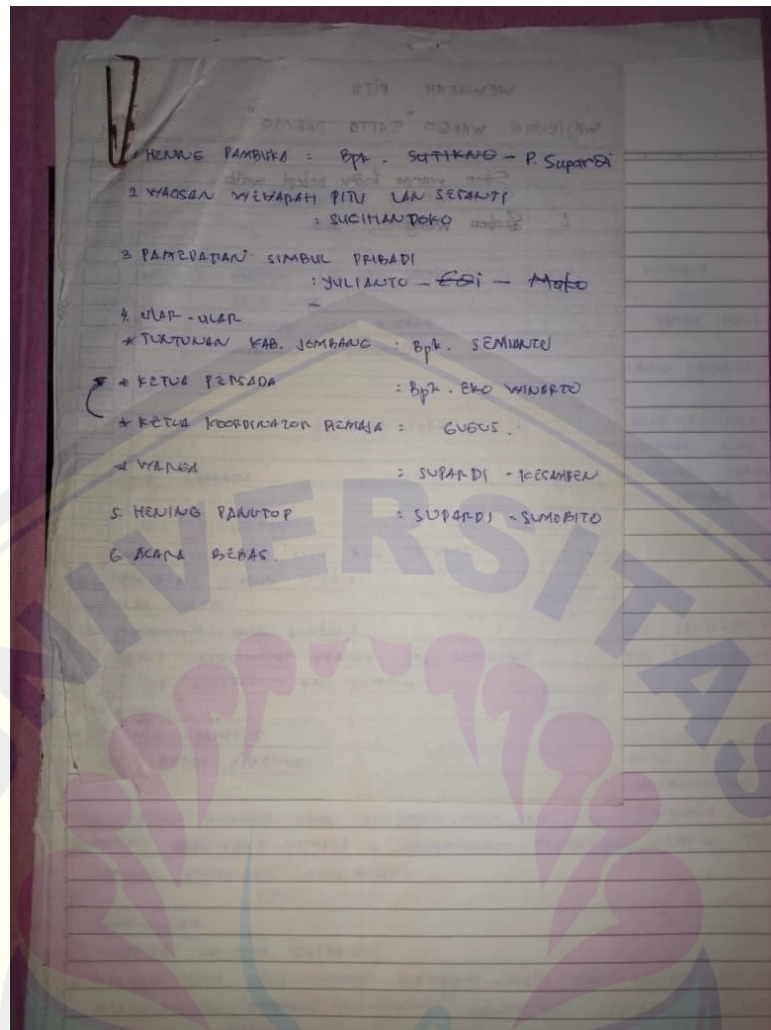 1. HENING PAMBUKA : Bpk. SUTIKNO - P. Supardi
2 WAOSAN WEWARAH PITU LAN SESANTI
: SUCIHANDOKO
3 PAMEDARAN SIMBUL PRIBADI
: YULIANTO - EDI - MOKO
4. ULAR-ULAR
* TUNTUNAN KAB. JOMBANG : Bpk. SEMIANTO
* KETUA PERSADA : Bpk. EKO WINARTO
* KETUA KOORDINATOR REMAJA : GUGUS.
* WARGA : SUPARDI - KESAMBEN
5. HENING PANUTOP : SUPARDI - SUMOBITO
6 ACARA BEBAS.
UNIVERSITAS